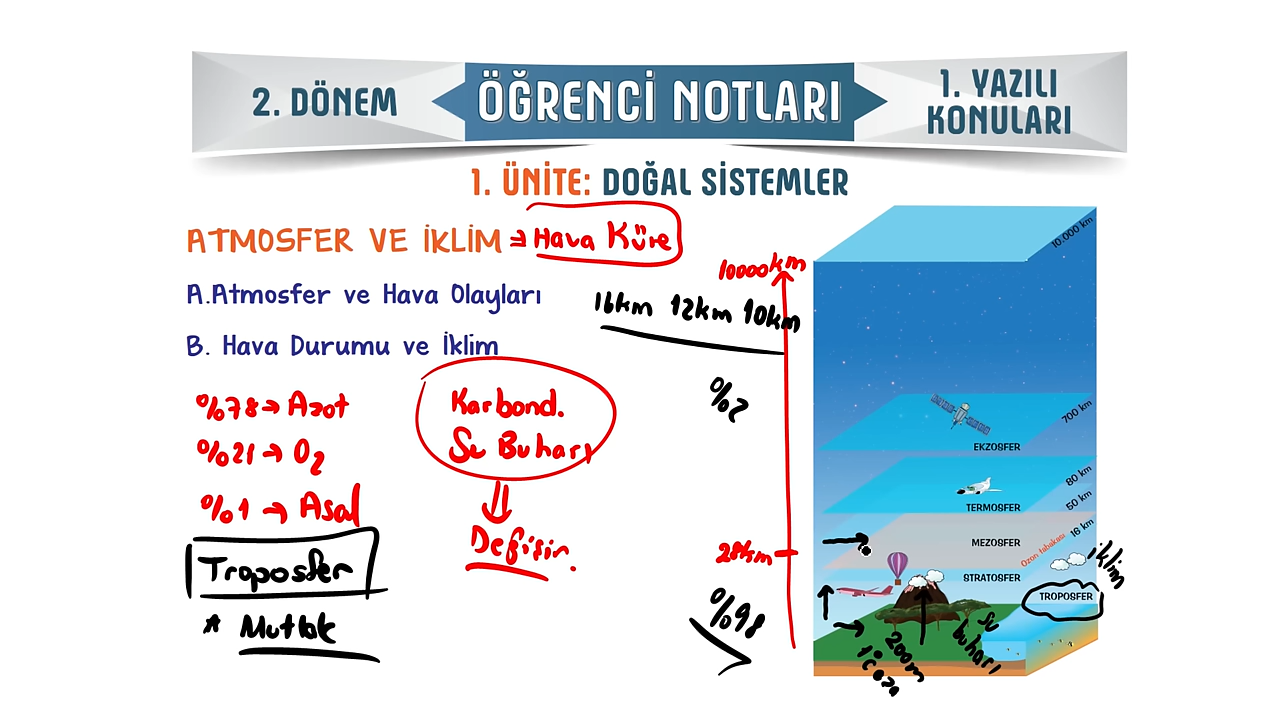 2. DÖNEM
ÖĞRENCİ NOTLARI
1. YAZILI
KONULARI
1. ÜNİTE: DOĞAL SİSTEMLER
ATMOSFER VE İKLİM ⇒ Hava Küre
A.Atmosfer ve Hava Olayları
B. Hava Durumu ve İklim
%78→ Azot
%21→ O₂
%1→ Asal
Karbond.
Su Buharı
Değişir.
Troposfer
* Mutlak
10000km
16km 12km 10km
%2
28km
%98
10.000 km
700 km
EKZOSFER
80 km
TERMOSFER
50 km
MEZOSFER
16 km
Ozon tabakası
STRATOSFER
TROPOSFER
iklim
Su buharı
200m